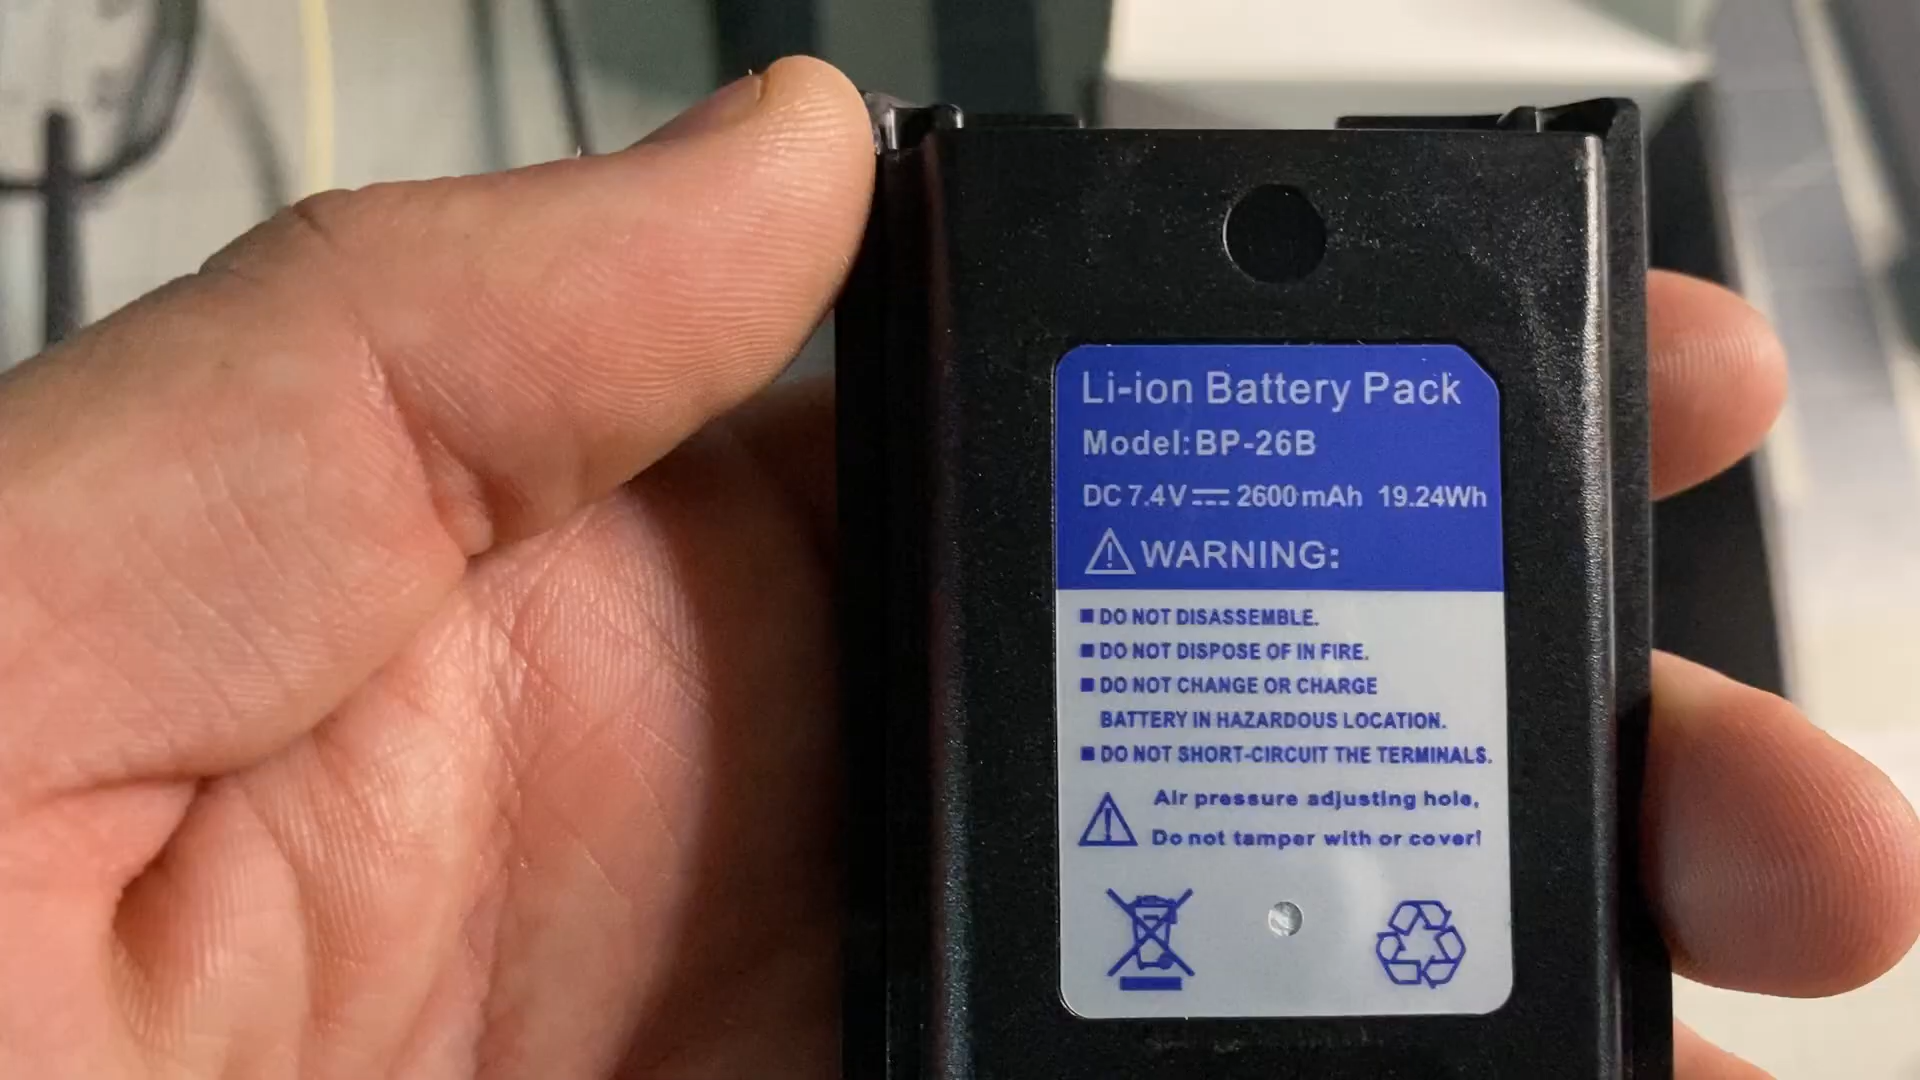 Li-ion Battery Pack
Model:BP-26B
DC 7.4V⎓2600mAh 19.24Wh
⚠WARNING:
■ DO NOT DISASSEMBLE.
■ DO NOT DISPOSE OF IN FIRE.
■ DO NOT CHANGE OR CHARGE
BATTERY IN HAZARDOUS LOCATION.
■ DO NOT SHORT-CIRCUIT THE TERMINALS.
Air pressure adjusting hole,
Do not tamper with or cover!